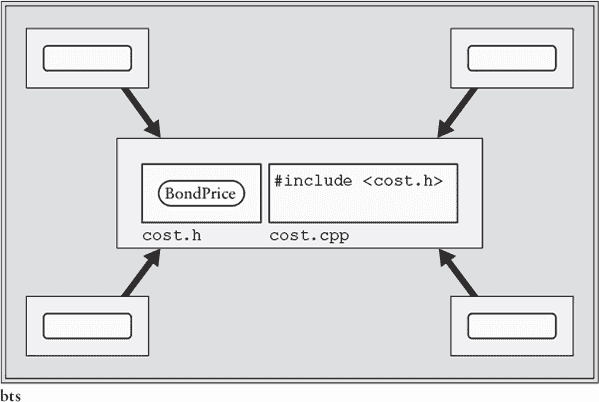 BondPrice
#include <cost.h>
cost.h
cost.cpp
bts